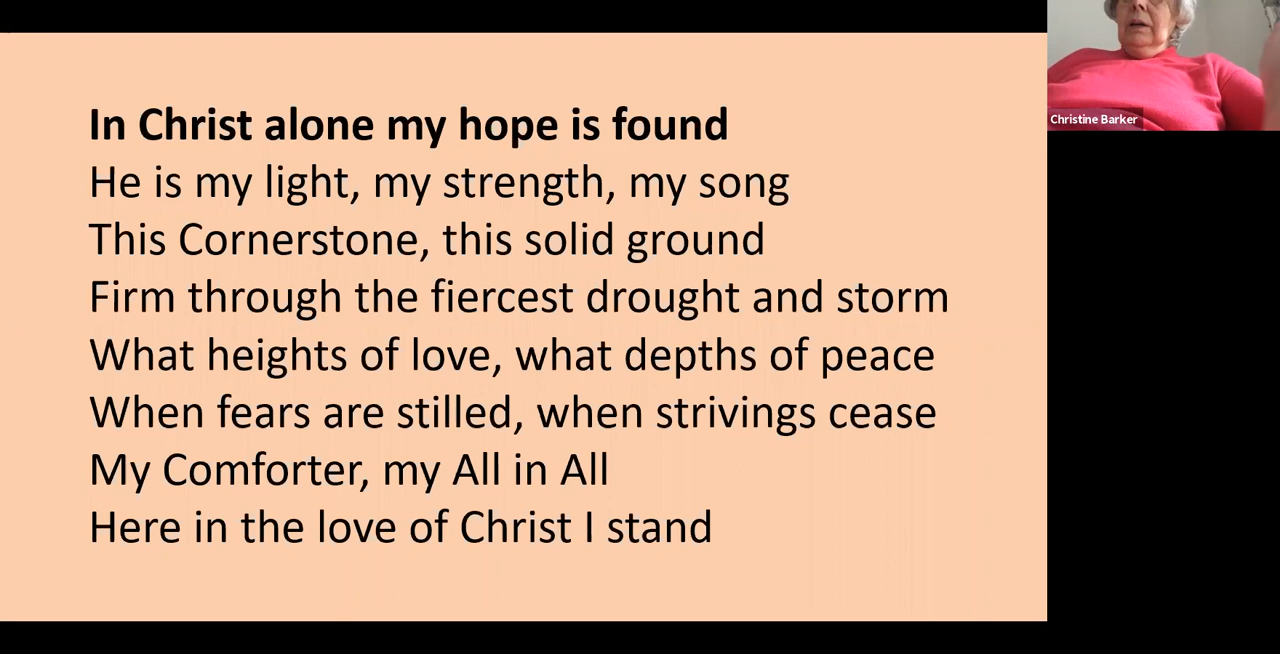 In Christ alone my hope is found
He is my light, my strength, my song
This Cornerstone, this solid ground
Firm through the fiercest drought and storm
What heights of love, what depths of peace
When fears are stilled, when strivings cease
My Comforter, my All in All
Here in the love of Christ I stand
Christine Barker